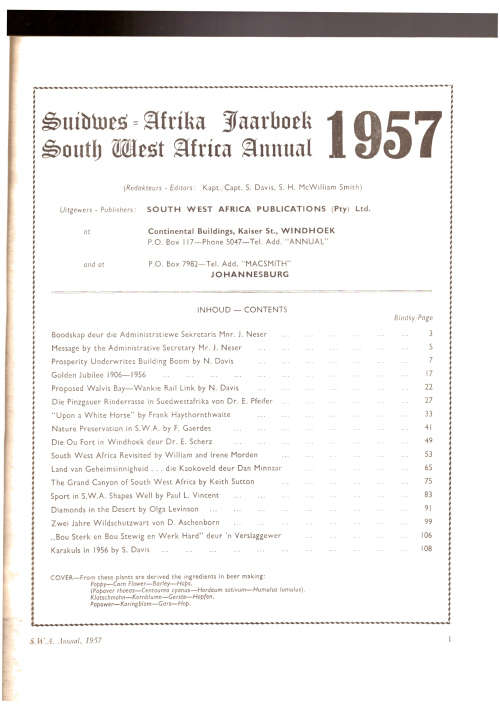 Suidwes-Afrika Jaarboek 1957
South West Africa Annual
(Redakteurs - Editors: Kapt. Capt. S. Davis, S. H. McWilliam Smith)
Uitgewers - Publishers: SOUTH WEST AFRICA PUBLICATIONS (Pty) Ltd.
at Continental Buildings, Kaiser St., WINDHOEK
P.O. Box 117—Phone 5047—Tel. Add. "ANNUAL"
and at P.O. Box 7982—Tel. Add. "MACSMITH"
JOHANNESBURG
INHOUD — CONTENTS
Bladsy-Page
Boodskap deur die Administratiewe Sekretaris Mnr. J. Neser ... 3
Message by the Administrative Secretary Mr. J. Neser ... 5
Prosperity Underwrites Building Boom by N. Davis ... 7
Golden Jubilee 1906—1956 ... 17
Proposed Walvis Bay—Wankie Rail Link by N. Davis ... 22
Die Pinzgauer Rinderrasse in Suedwestafrika von Dr. E. Pfeifer ... 27
"Upon a White Horse" by Frank Haythornthwaite ... 33
Nature Preservation in S.W.A. by F. Gaerdes ... 41
Die Ou Fort in Windhoek deur Dr. E. Scherz ... 49
South West Africa Revisited by William and Irene Morden ... 53
Land van Geheimsinnigheid . . . die Kaokoveld deur Dan Minnaar ... 65
The Grand Canyon of South West Africa by Keith Sutton ... 75
Sport in S.W.A. Shapes Well by Paul L. Vincent ... 83
Diamonds in the Desert by Olga Levinson ... 91
Zwei Jahre Wildschutzwart von D. Aschenborn ... 99
„Bou Sterk en Bou Stewig en Werk Hard" deur 'n Verslaggewer ... 106
Karakuls in 1956 by S. Davis ... 108
COVER—From these plants are derived the ingredients in beer making:
Poppy—Corn Flower—Barley—Hops.
(Papaver rhoeas—Centaurea cyanus—Hordeum sativum—Humulus lumulus).
Klatschmohn—Kornblume—Gerste—Hopfen.
Papawer—Koringblom—Gars—Hop.
S.W.A. Annual, 1957 1